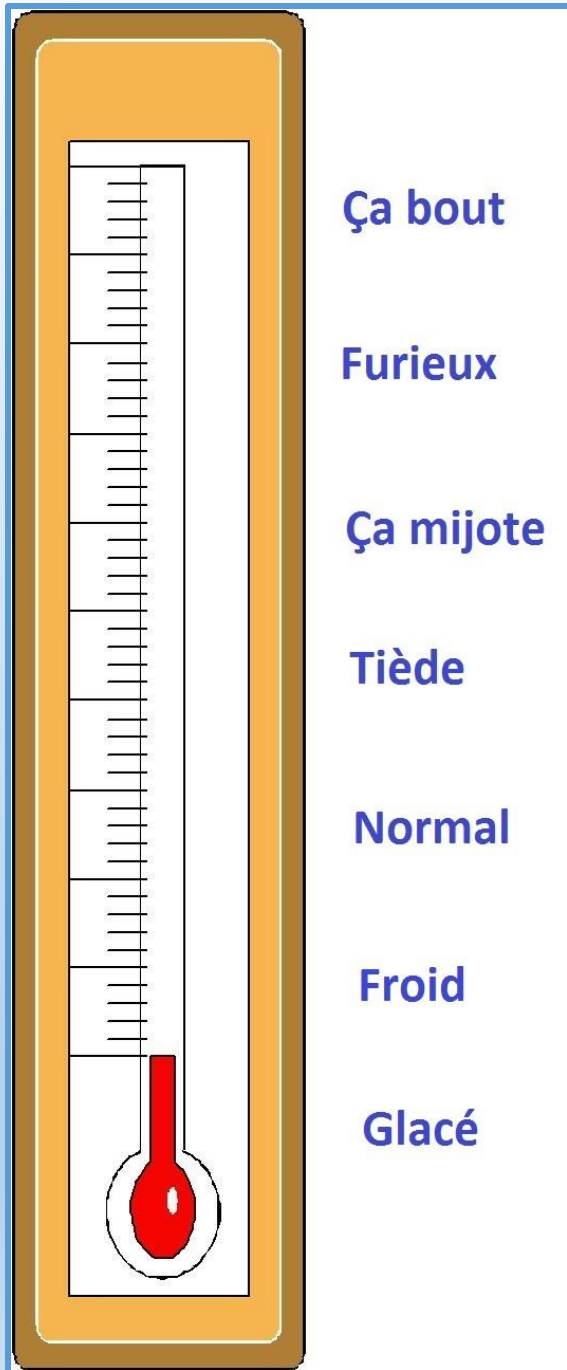 Ça bout
Furieux
Ça mijote
Tiède
Normal
Froid
Glacé